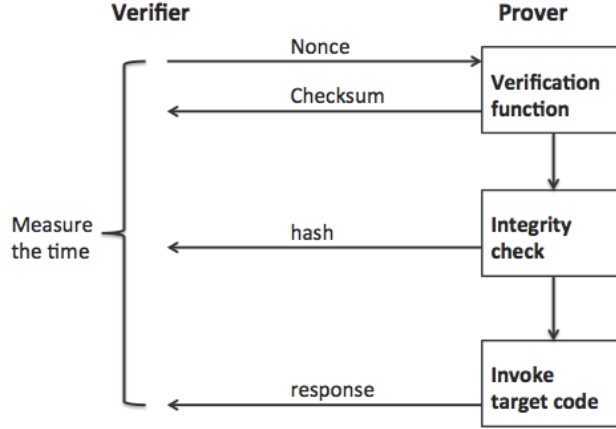 Verifier
Prover
Nonce
Verification
function
Checksum
Measure
the time
hash
Integrity
check
response
Invoke
target code